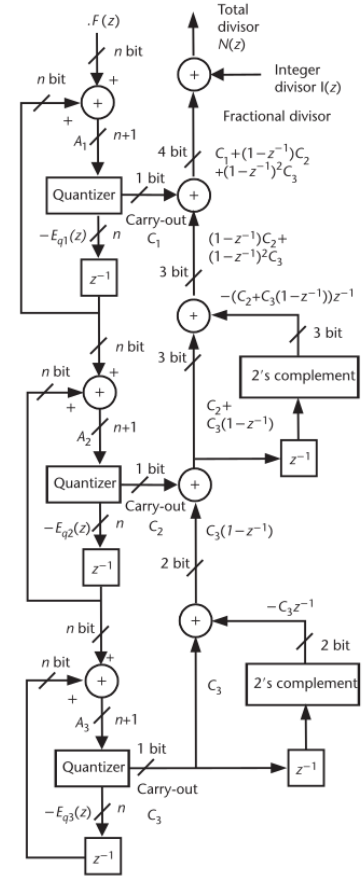 .F(z)
n bit
n bit
+
+
+
A₁
n+1
Quantizer
1 bit
Carry-out
C₁
−E_q1(z)
n
z⁻¹
n bit
n bit
+
+
+
A₂
n+1
Quantizer
1 bit
Carry-out
C₂
−E_q2(z)
n
z⁻¹
n bit
n bit
+
+
+
A₃
n+1
Quantizer
1 bit
Carry-out
C₃
−E_q3(z)
n
z⁻¹
Total
divisor
N(z)
+
Integer
divisor I(z)
Fractional divisor
4 bit
C₁+(1−z⁻¹)C₂
+(1−z⁻¹)²C₃
+
(1−z⁻¹)C₂+
(1−z⁻¹)²C₃
3 bit
−(C₂+C₃(1−z⁻¹))z⁻¹
+
3 bit
3 bit
2's complement
C₂+
C₃(1−z⁻¹)
z⁻¹
+
C₃(1−z⁻¹)
2 bit
−C₃z⁻¹
+
2 bit
2's complement
C₃
z⁻¹